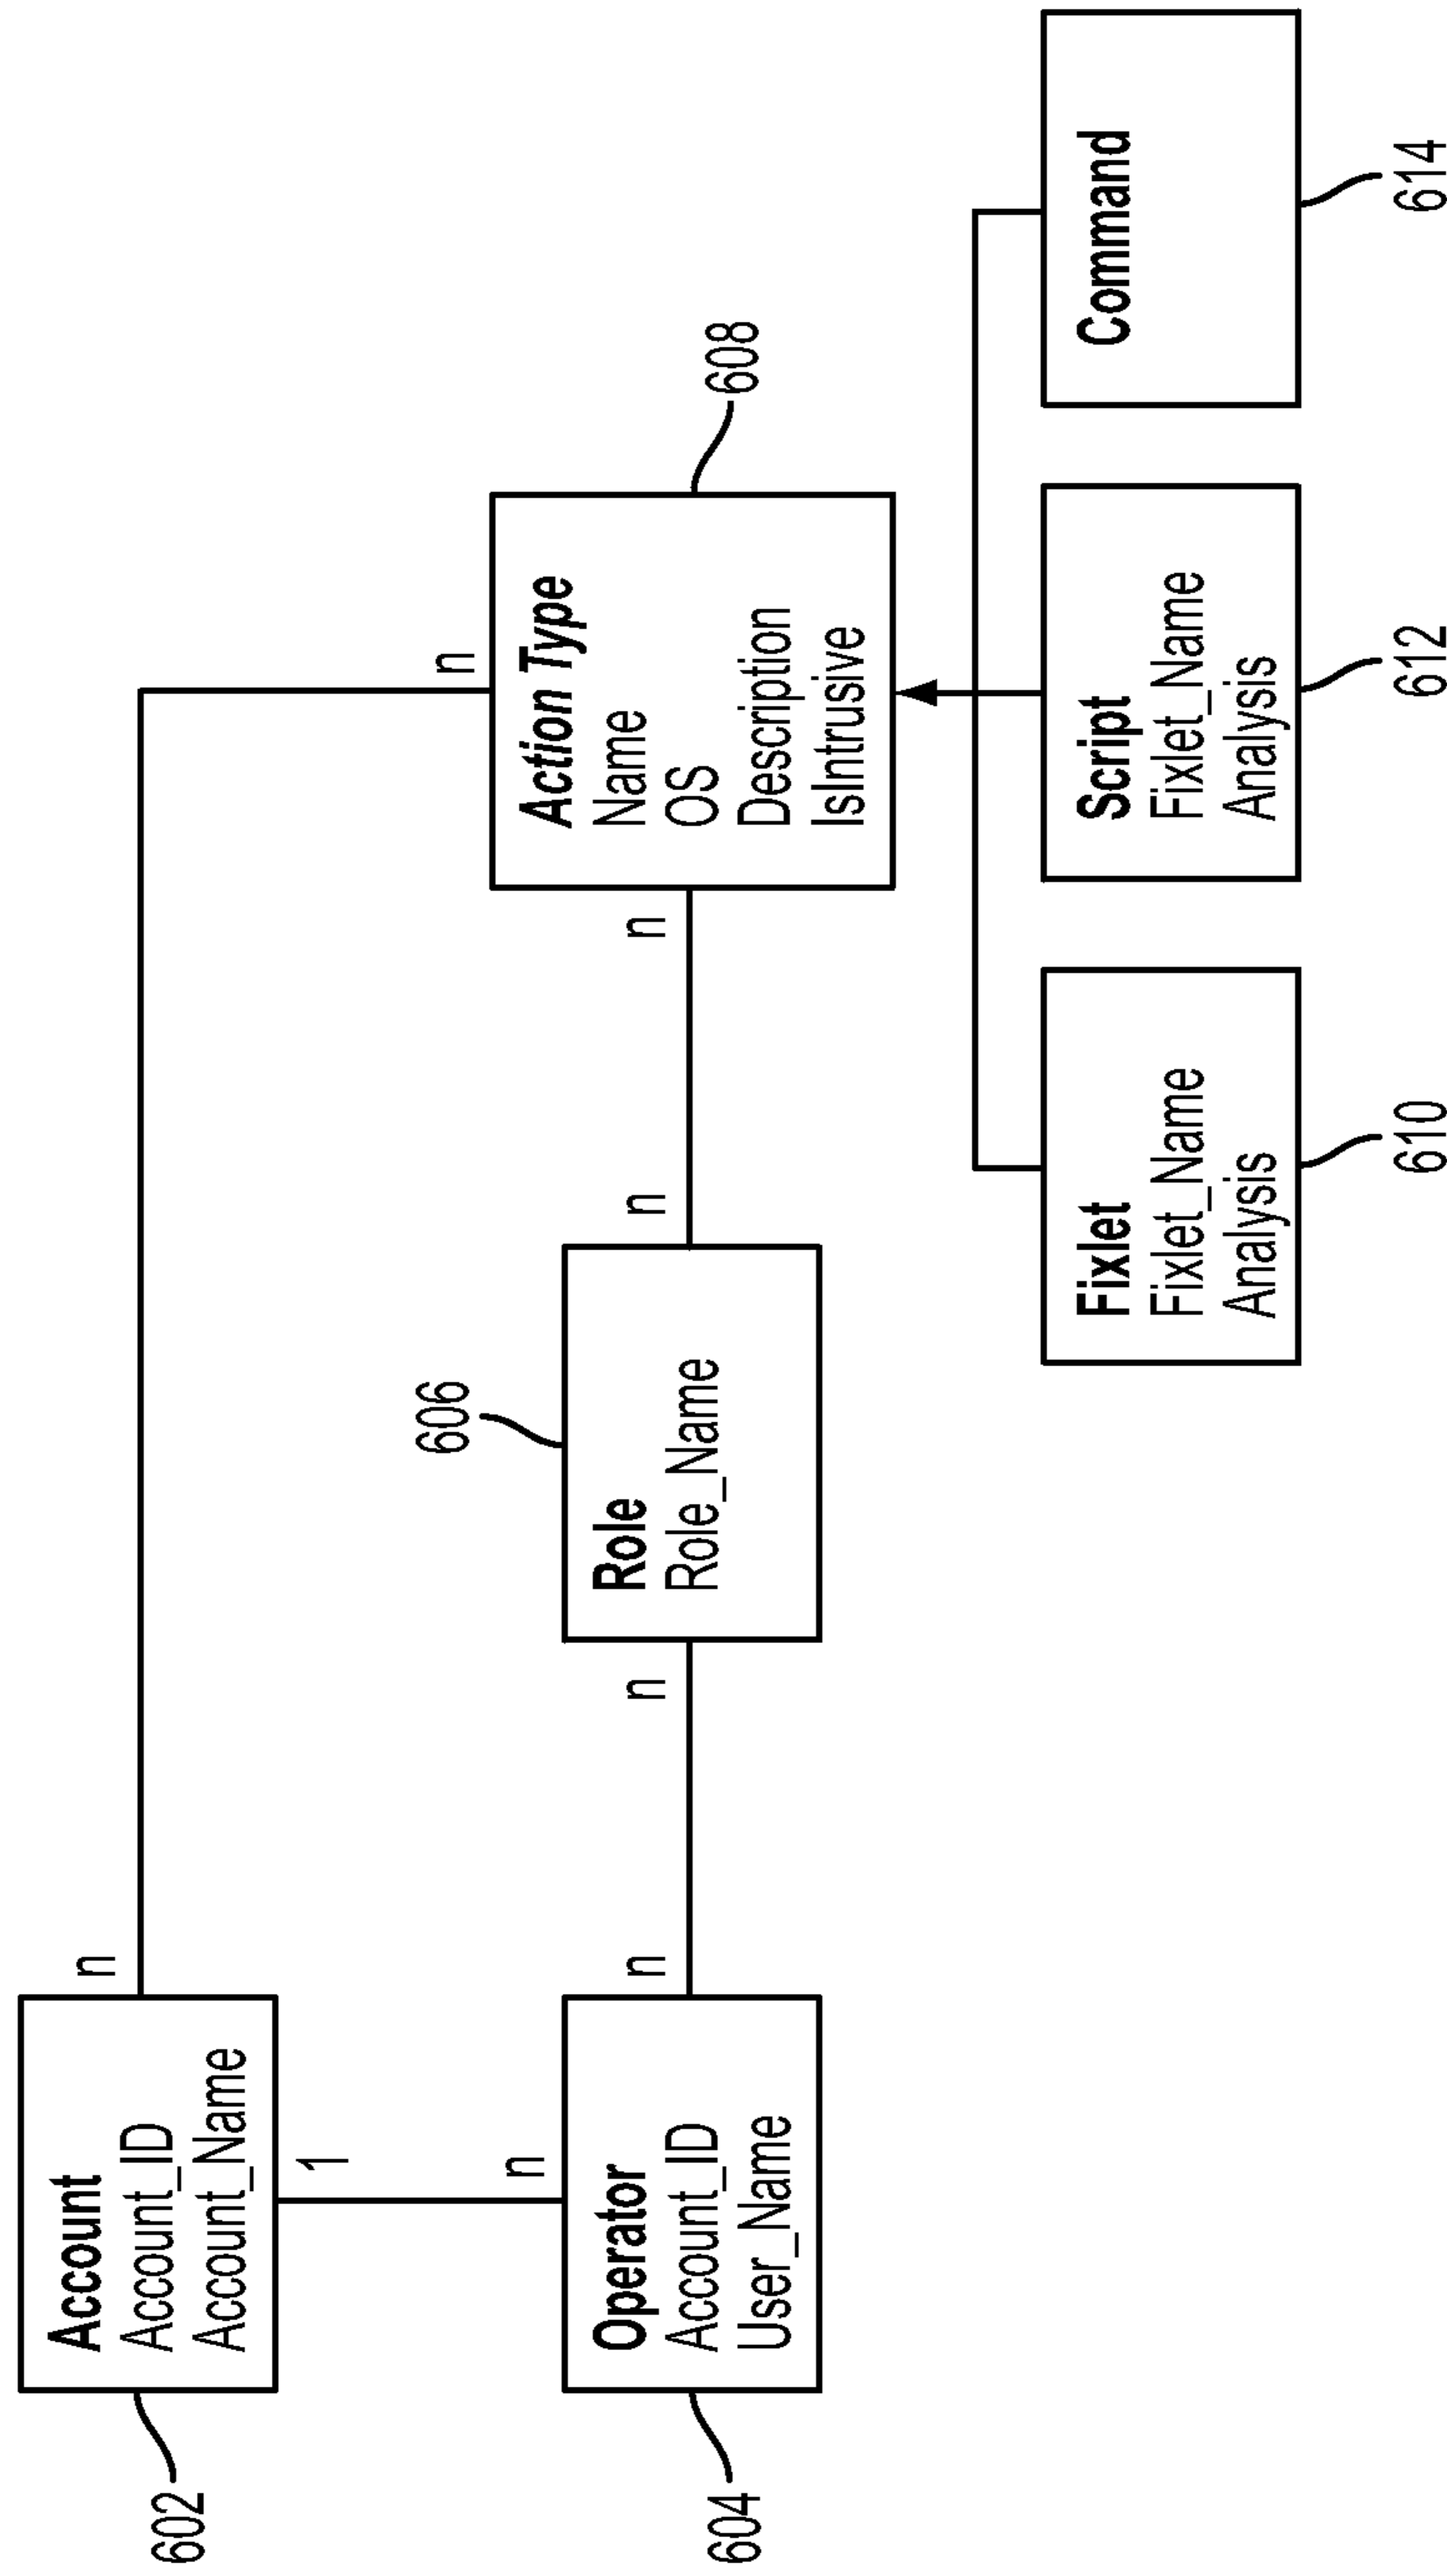 602
Account
Account_ID
Account_Name
n
n
1
n
604
Operator
Account_ID
User_Name
n
n
606
Role
Role_Name
n
n
608
Action Type
Name
OS
Description
IsIntrusive
Fixlet
Fixlet_Name
Analysis
610
Script
Fixlet_Name
Analysis
612
Command
614